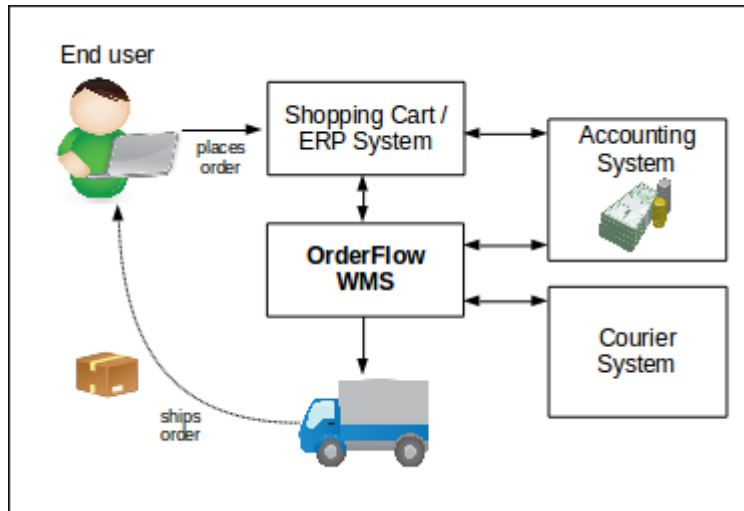 End user
Shopping Cart /
ERP System
places
order
Accounting
System
OrderFlow
WMS
Courier
System
ships
order